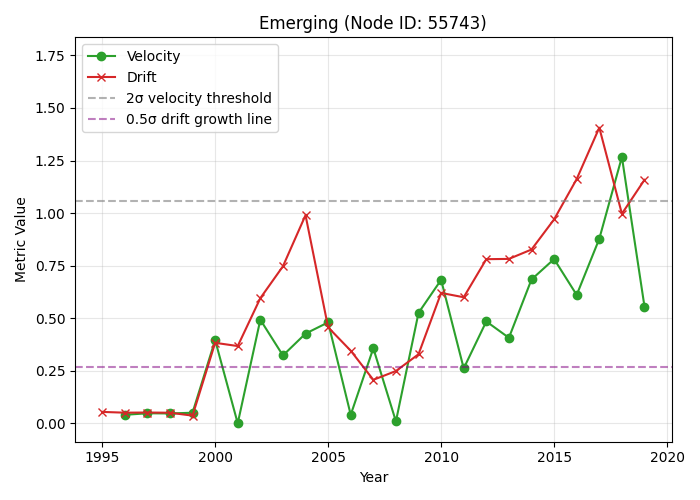 Emerging (Node ID: 55743)
Velocity
Drift
2σ velocity threshold
0.5σ drift growth line
Metric Value
1.75
1.50
1.25
1.00
0.75
0.50
0.25
0.00
1995 2000 2005 2010 2015 2020
Year